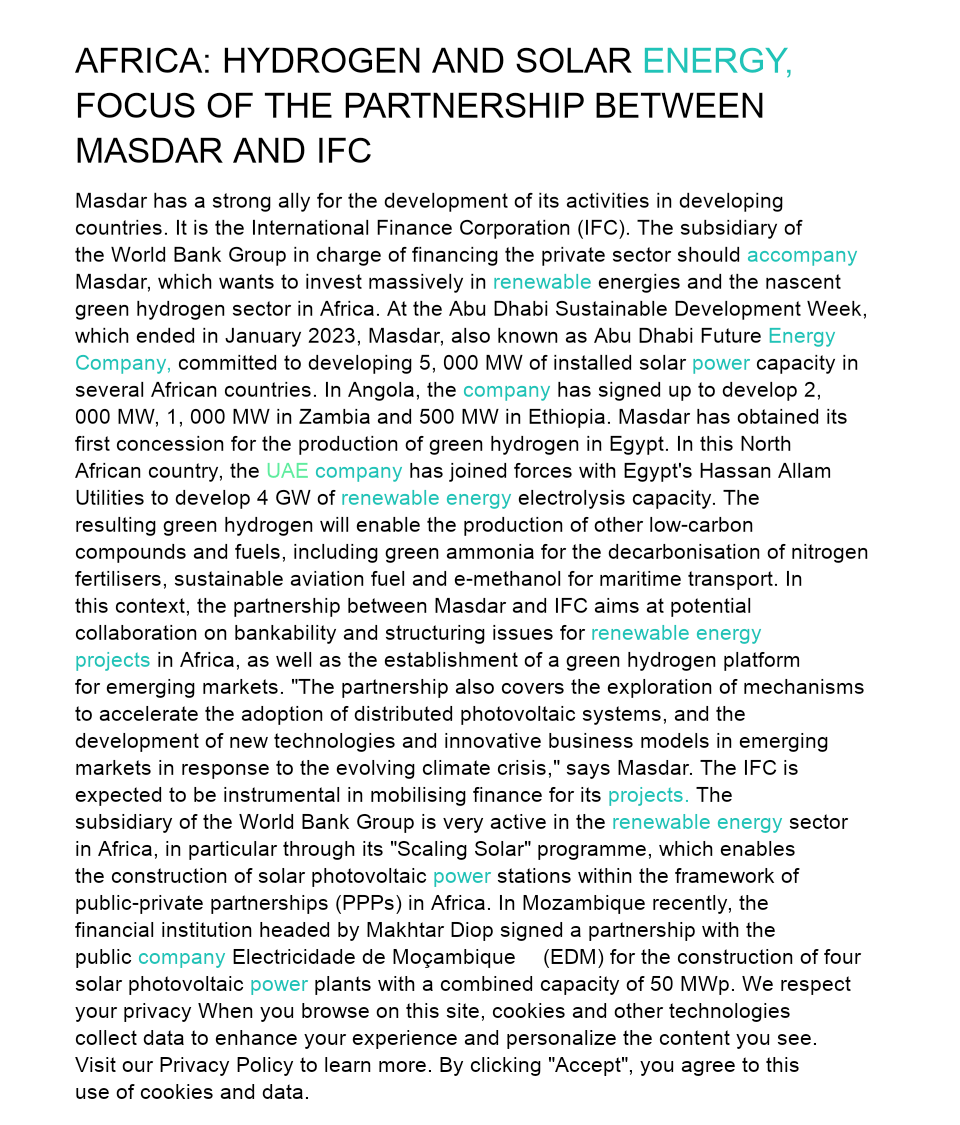 AFRICA: HYDROGEN AND SOLAR ENERGY,
FOCUS OF THE PARTNERSHIP BETWEEN
MASDAR AND IFC
Masdar has a strong ally for the development of its activities in developing
countries. It is the International Finance Corporation (IFC). The subsidiary of
the World Bank Group in charge of financing the private sector should accompany
Masdar, which wants to invest massively in renewable energies and the nascent
green hydrogen sector in Africa. At the Abu Dhabi Sustainable Development Week,
which ended in January 2023, Masdar, also known as Abu Dhabi Future Energy
Company, committed to developing 5, 000 MW of installed solar power capacity in
several African countries. In Angola, the company has signed up to develop 2,
000 MW, 1, 000 MW in Zambia and 500 MW in Ethiopia. Masdar has obtained its
first concession for the production of green hydrogen in Egypt. In this North
African country, the UAE company has joined forces with Egypt's Hassan Allam
Utilities to develop 4 GW of renewable energy electrolysis capacity. The
resulting green hydrogen will enable the production of other low-carbon
compounds and fuels, including green ammonia for the decarbonisation of nitrogen
fertilisers, sustainable aviation fuel and e-methanol for maritime transport. In
this context, the partnership between Masdar and IFC aims at potential
collaboration on bankability and structuring issues for renewable energy
projects in Africa, as well as the establishment of a green hydrogen platform
for emerging markets. "The partnership also covers the exploration of mechanisms
to accelerate the adoption of distributed photovoltaic systems, and the
development of new technologies and innovative business models in emerging
markets in response to the evolving climate crisis," says Masdar. The IFC is
expected to be instrumental in mobilising finance for its projects. The
subsidiary of the World Bank Group is very active in the renewable energy sector
in Africa, in particular through its "Scaling Solar" programme, which enables
the construction of solar photovoltaic power stations within the framework of
public-private partnerships (PPPs) in Africa. In Mozambique recently, the
financial institution headed by Makhtar Diop signed a partnership with the
public company Electricidade de Moçambique (EDM) for the construction of four
solar photovoltaic power plants with a combined capacity of 50 MWp. We respect
your privacy When you browse on this site, cookies and other technologies
collect data to enhance your experience and personalize the content you see.
Visit our Privacy Policy to learn more. By clicking "Accept", you agree to this
use of cookies and data.